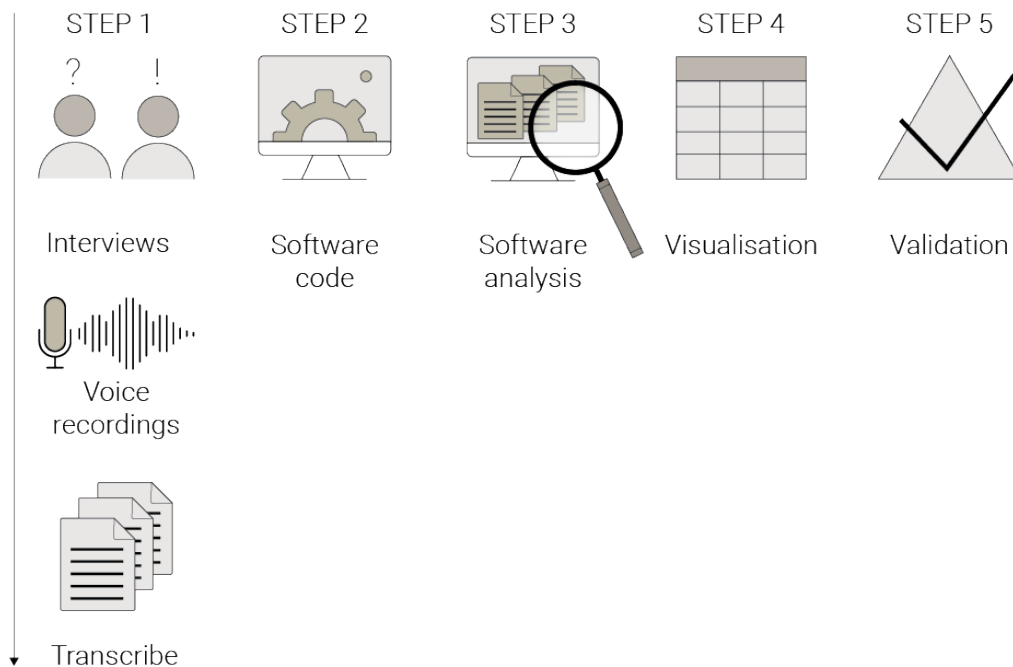 STEP 1
STEP 2
STEP 3
STEP 4
STEP 5
? !
Interviews
Software
code
Software
analysis
Visualisation
Validation
Voice
recordings
Transcribe